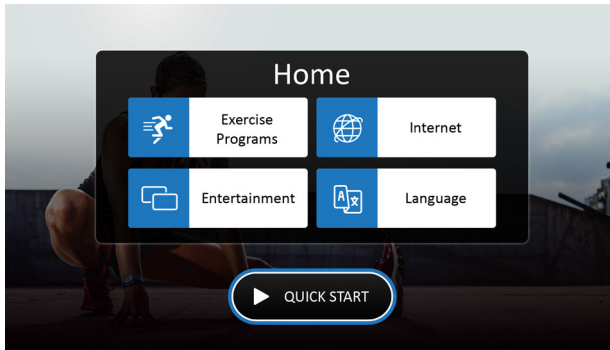 Home
Exercise
Programs
Internet
Entertainment
A
Language
QUICK START